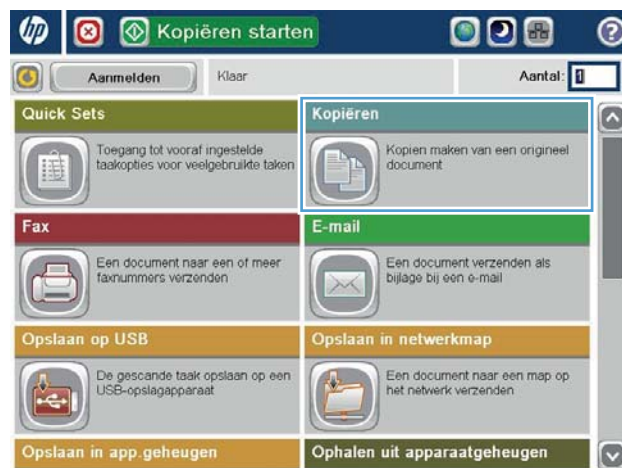 hp
Kopiëren starten
?
Aanmelden
Klaar
Aantal: 1
Quick Sets
Toegang tot vooraf ingestelde
taakopties voor veelgebruikte taken
Kopiëren
Kopien maken van een origineel
document
Fax
Een document naar een of meer
faxnummers verzenden
E-mail
Een document verzenden als
bijlage bij een e-mail
Opslaan op USB
De gescande taak opslaan op een
USB-opslagapparaat
Opslaan in netwerkmap
Een document naar een map op
het netwerk verzenden
Opslaan in app.geheugen
Ophalen uit apparaatgeheugen